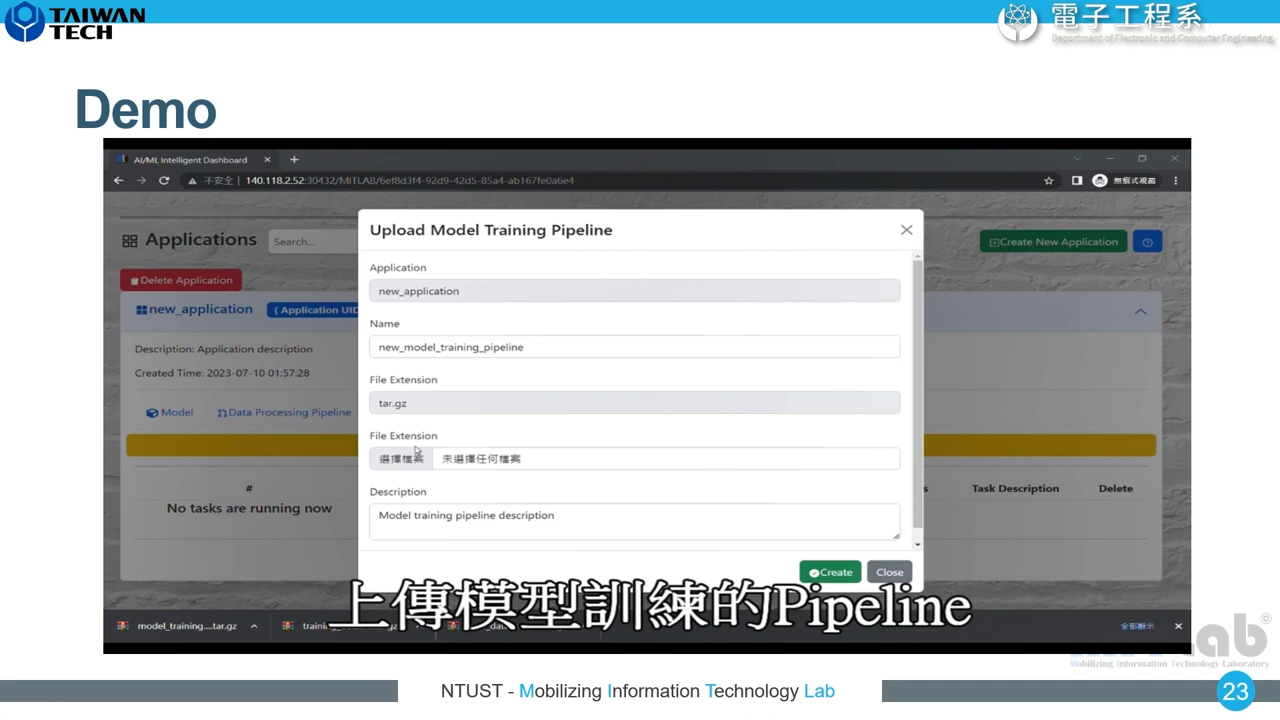 TAIWAN
TECH
電子工程系
Department of Electronic and Computer Engineering
Demo
AI/ML Intelligent Dashboard
不安全 | 140.118.2.52:30432/MITLAB/6ef8d3f4-92d9-42d5-85a4-ab167fe0a6e4
無痕式視窗
Applications
Search...
Create New Application
Delete Application
new_application
( Application UID
Description: Application description
Created Time: 2023-07-10 01:57:28
Model
Data Processing Pipeline
#
Task Description
Delete
No tasks are running now
Upload Model Training Pipeline
Application
new_application
Name
new_model_training_pipeline
File Extension
tar.gz
File Extension
選擇檔案 未選擇任何檔案
Description
Model training pipeline description
Create
Close
上傳模型訓練的Pipeline
model_training....tar.gz
全部顯示
Mobilizing Information Technology Laboratory
NTUST - Mobilizing Information Technology Lab
23